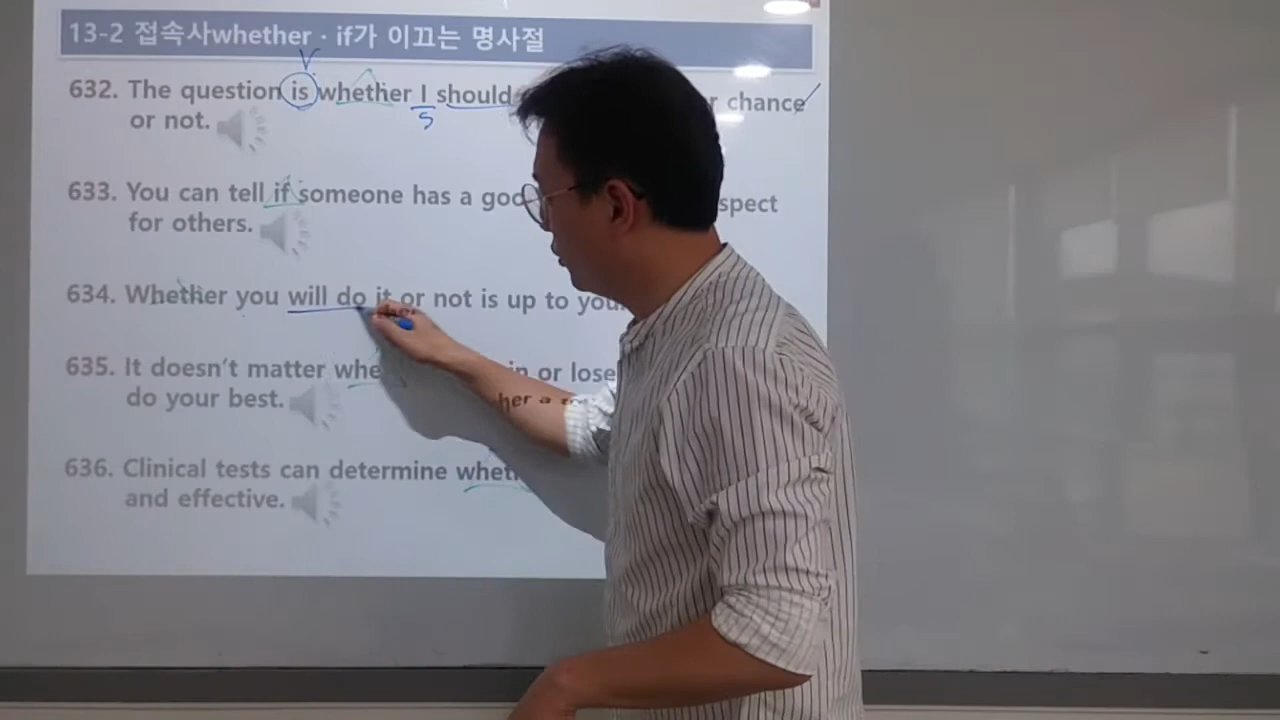 13-2 접속사whether · if가 이끄는 명사절
V
632. The question is whether I should r chance
S
or not.
633. You can tell if someone has a goo spect
for others.
634. Whether you will do it or not is up to you.
635. It doesn't matter whe in or lose
do your best.
her a
636. Clinical tests can determine wheth
and effective.